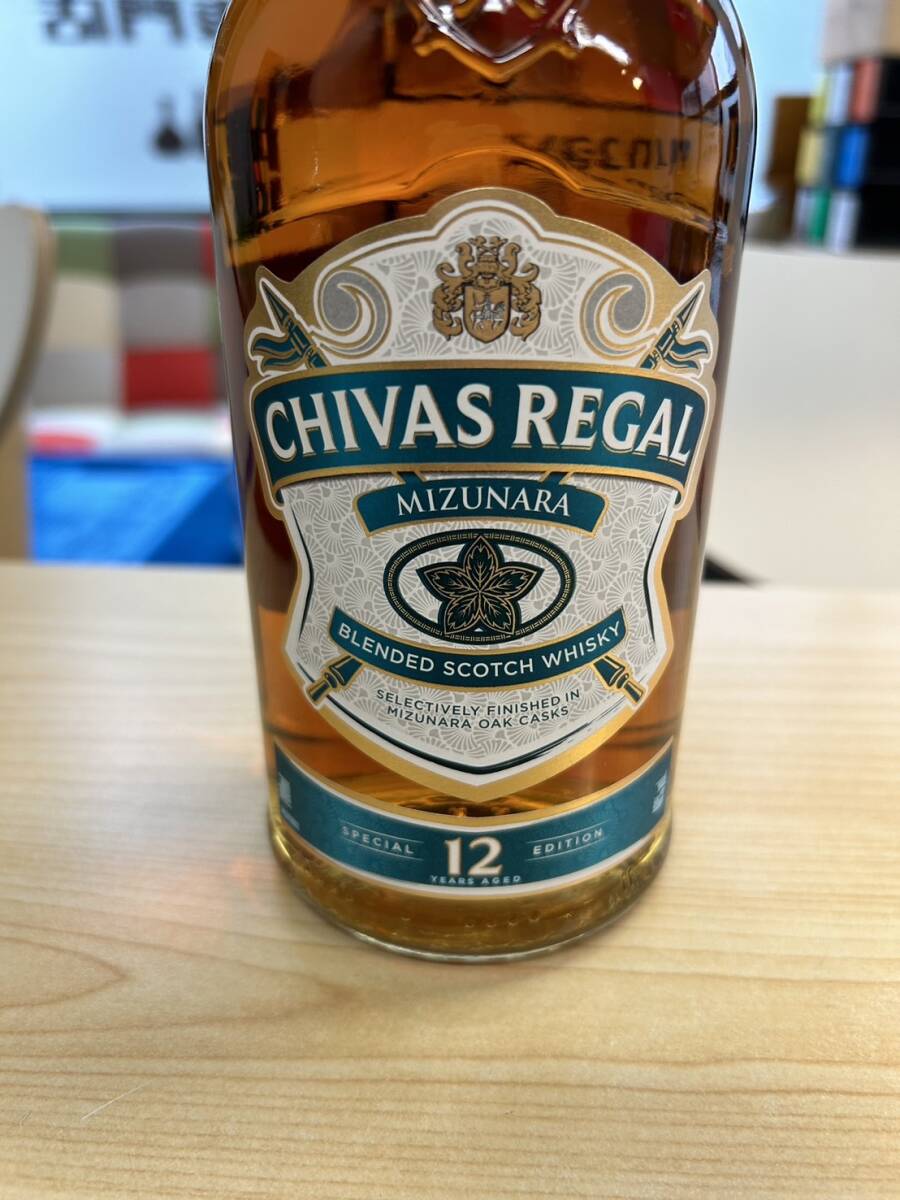 CHIVAS REGAL
MIZUNARA
BLENDED SCOTCH WHISKY
SELECTIVELY FINISHED IN
MIZUNARA OAK CASKS
SPECIAL 12 EDITION
YEARS AGED